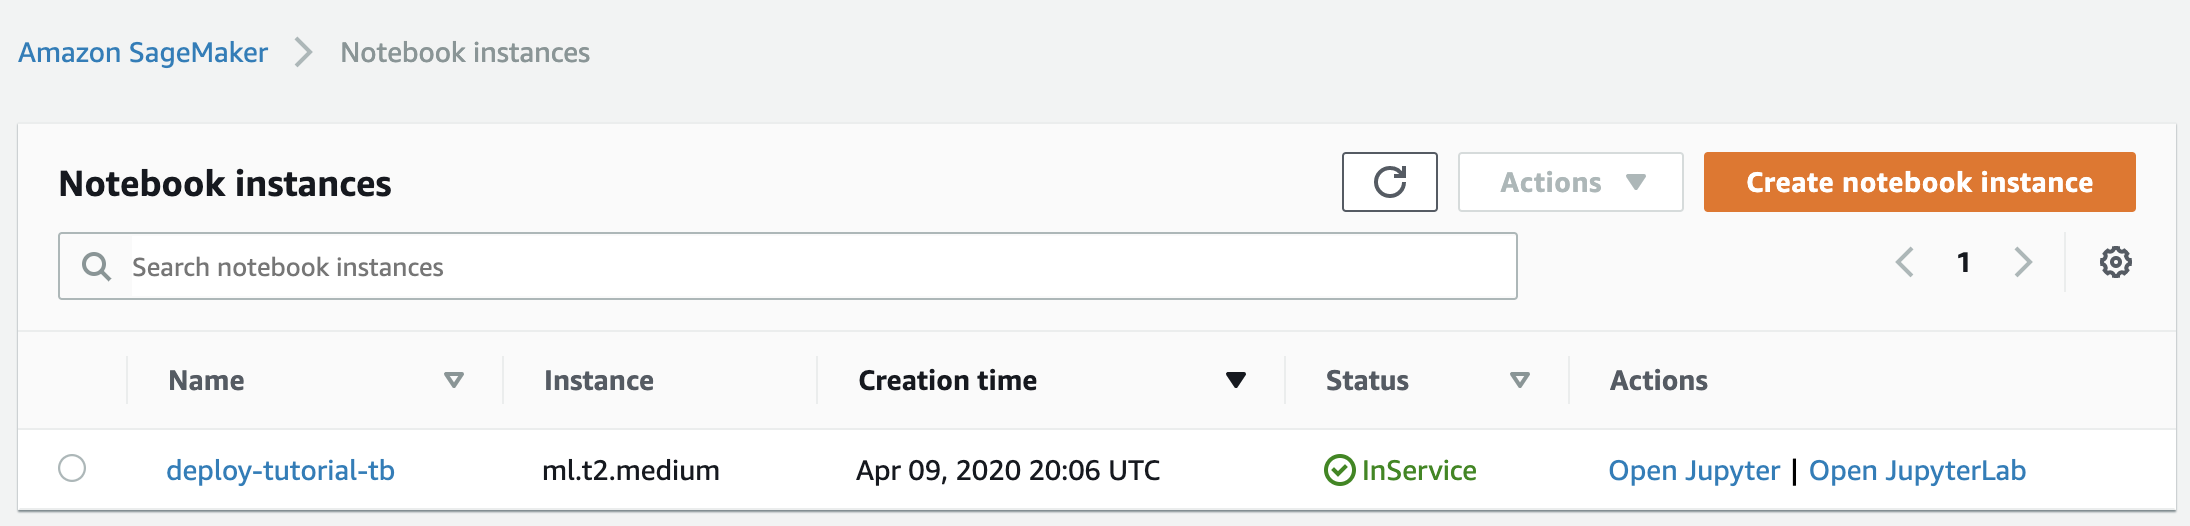 Amazon SageMaker > Notebook instances
Notebook instances
Actions
Create notebook instance
Search notebook instances
1
Name Instance Creation time Status Actions
deploy-tutorial-tb ml.t2.medium Apr 09, 2020 20:06 UTC InService Open Jupyter | Open JupyterLab